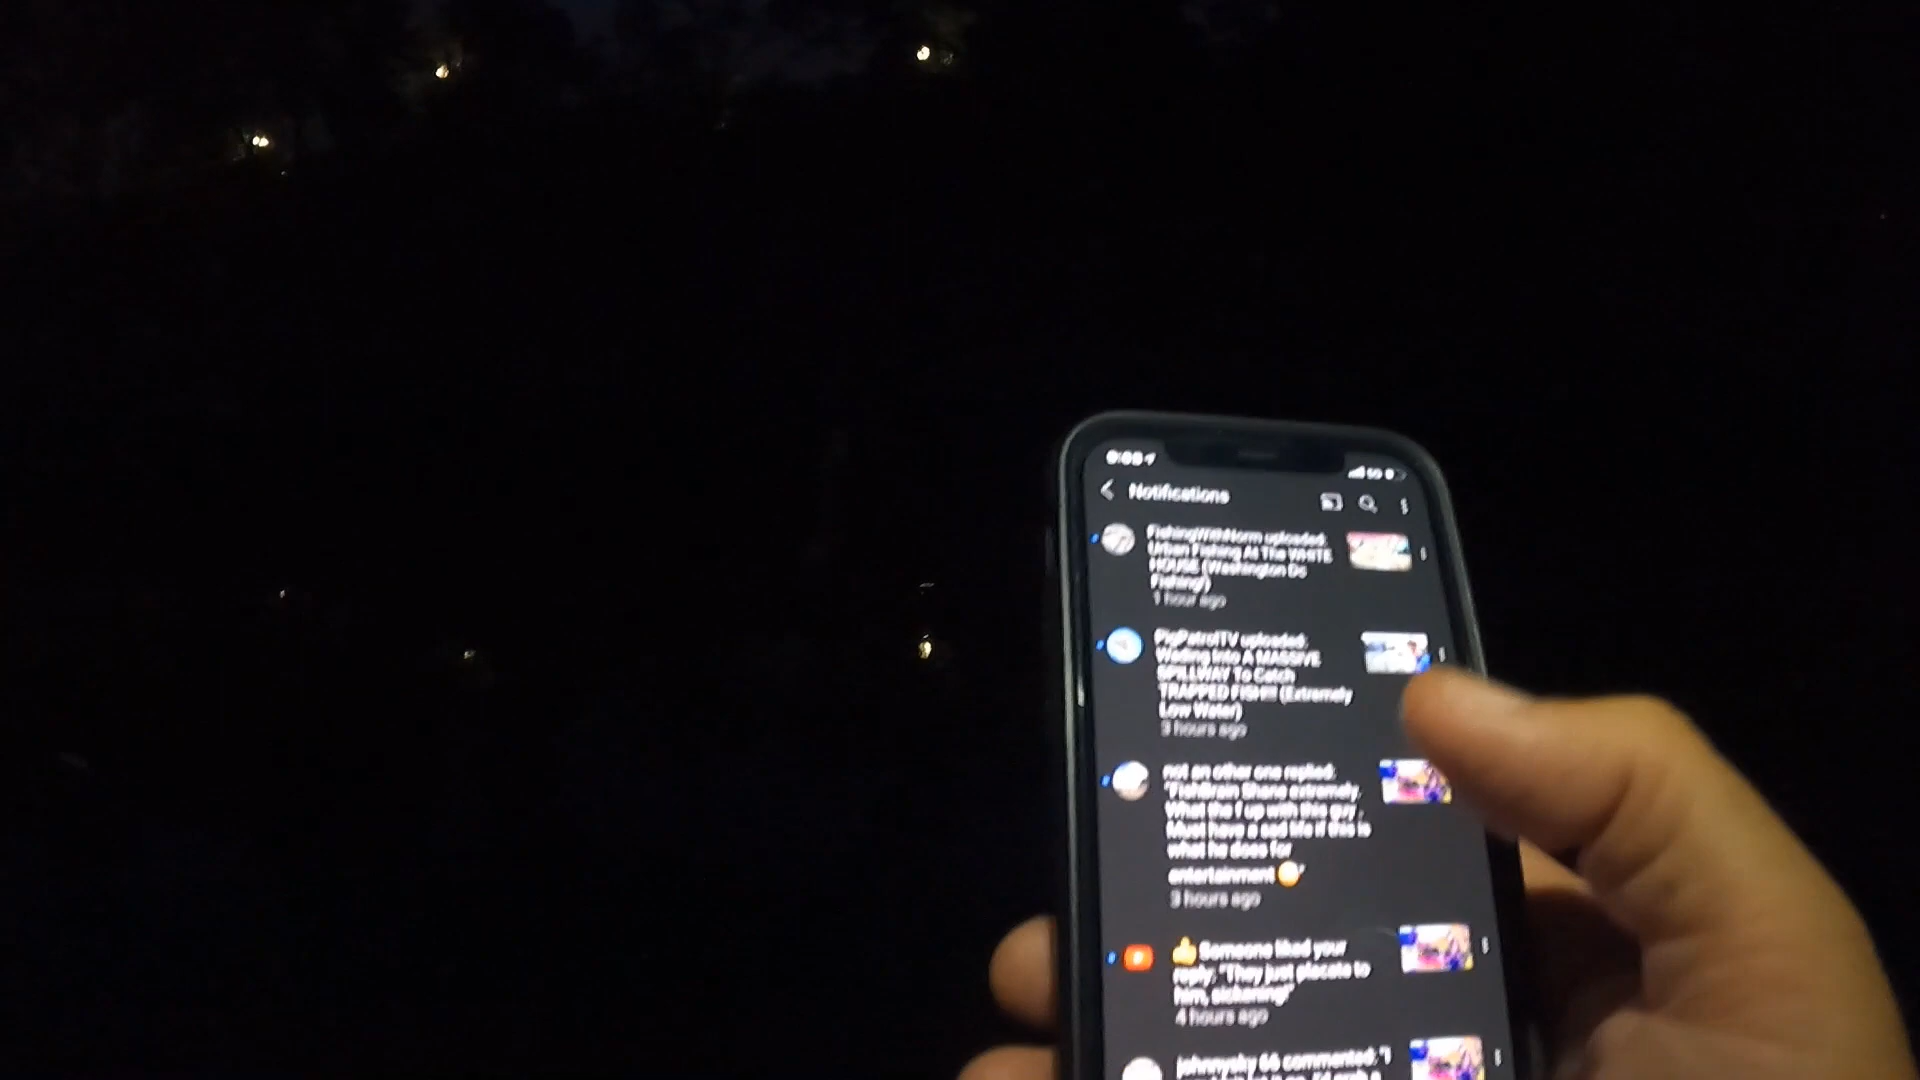 Notifications
FishingWithNorm uploaded:
Urban Fishing At The WHITE
HOUSE (Washington Dc
Fishing!)
1 hour ago
PigPatrolTV uploaded:
Wading Into A MASSIVE
SPILLWAY To Catch
TRAPPED FISH!!! (Extremely
Low Water)
3 hours ago
not an other one replied:
"FishBrain Shane extremely.
What the f up with this guy.
Must have a sad life if this is
what he does for
entertainment
3 hours ago
Someone liked your
reply: "They just placate to
him, sickening!"
4 hours ago
66 commented: "I